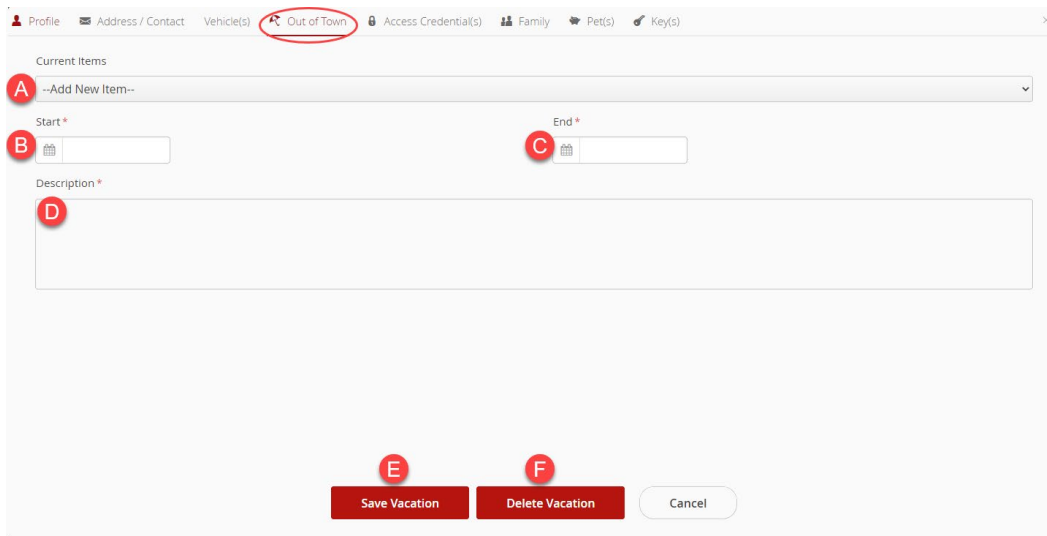 Profile Address / Contact Vehicle(s) Out of Town Access Credential(s) Family Pet(s) Key(s)
Current Items
A --Add New Item--
Start * End *
B C
Description *
D
E F
Save Vacation Delete Vacation Cancel